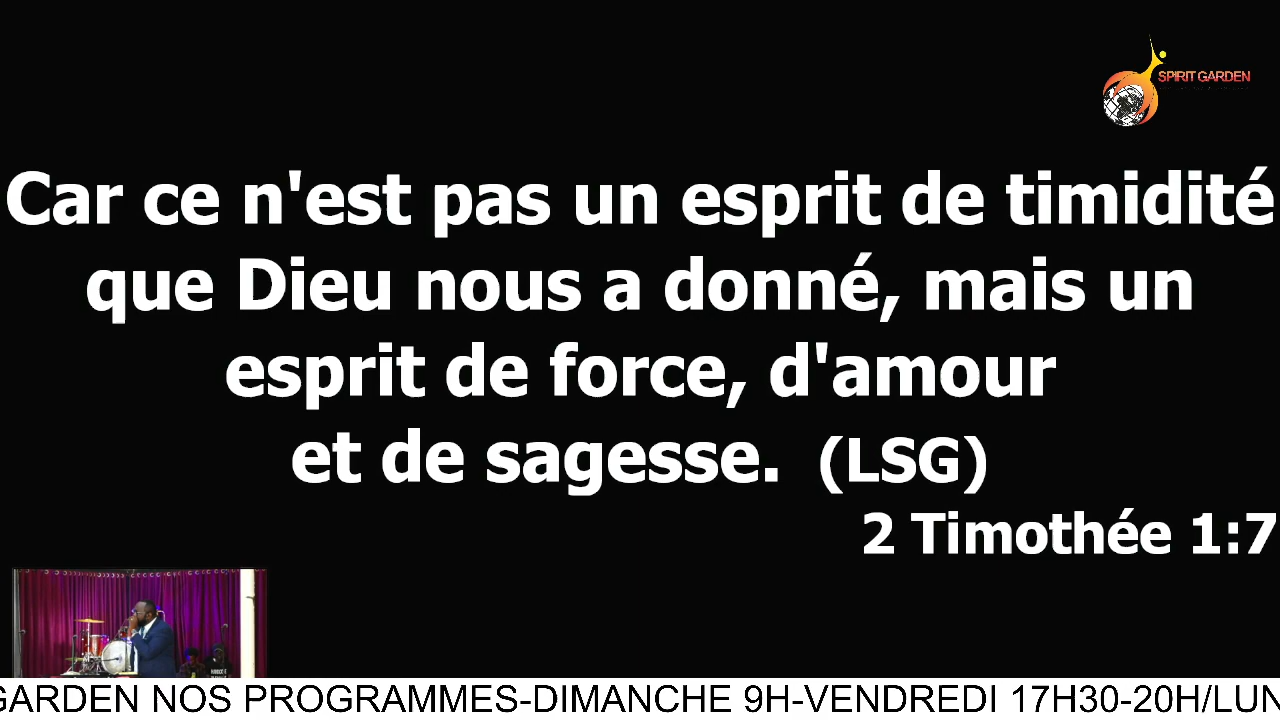 SPIRIT GARDEN
Car ce n'est pas un esprit de timidité
que Dieu nous a donné, mais un
esprit de force, d'amour
et de sagesse. (LSG)
2 Timothée 1:7
GARDEN NOS PROGRAMMES-DIMANCHE 9H-VENDREDI 17H30-20H/LUN